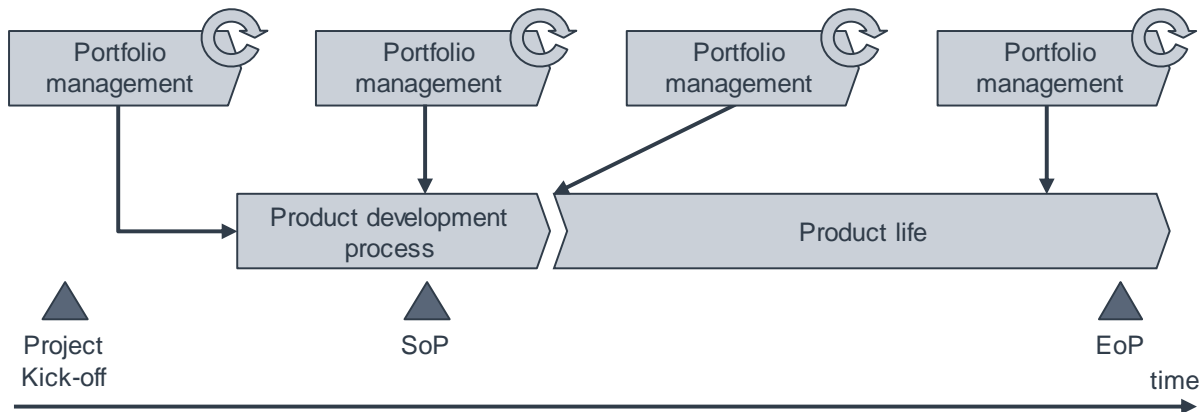 Portfolio
management
Portfolio
management
Portfolio
management
Portfolio
management
Product development
process
Product life
Project
Kick-off
SoP
EoP
time